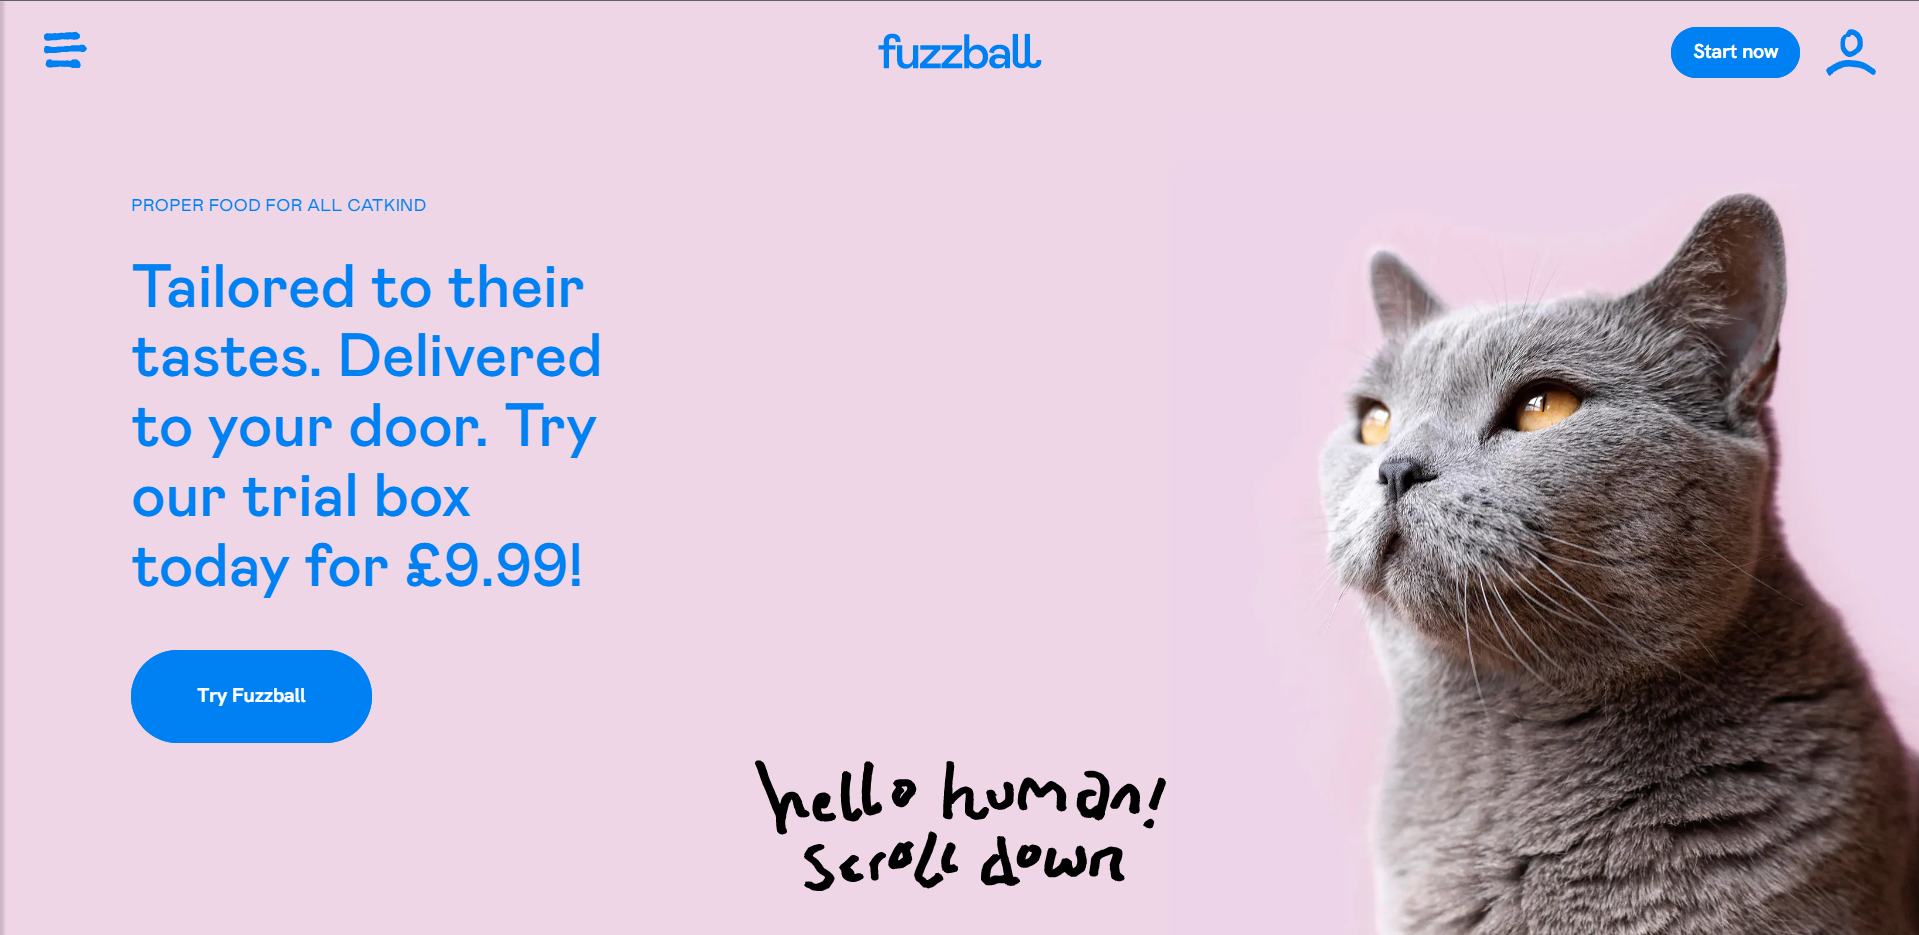 fuzzball
Start now
PROPER FOOD FOR ALL CATKIND
Tailored to their
tastes. Delivered
to your door. Try
our trial box
today for £9.99!
Try Fuzzball
hello human!
scroll down